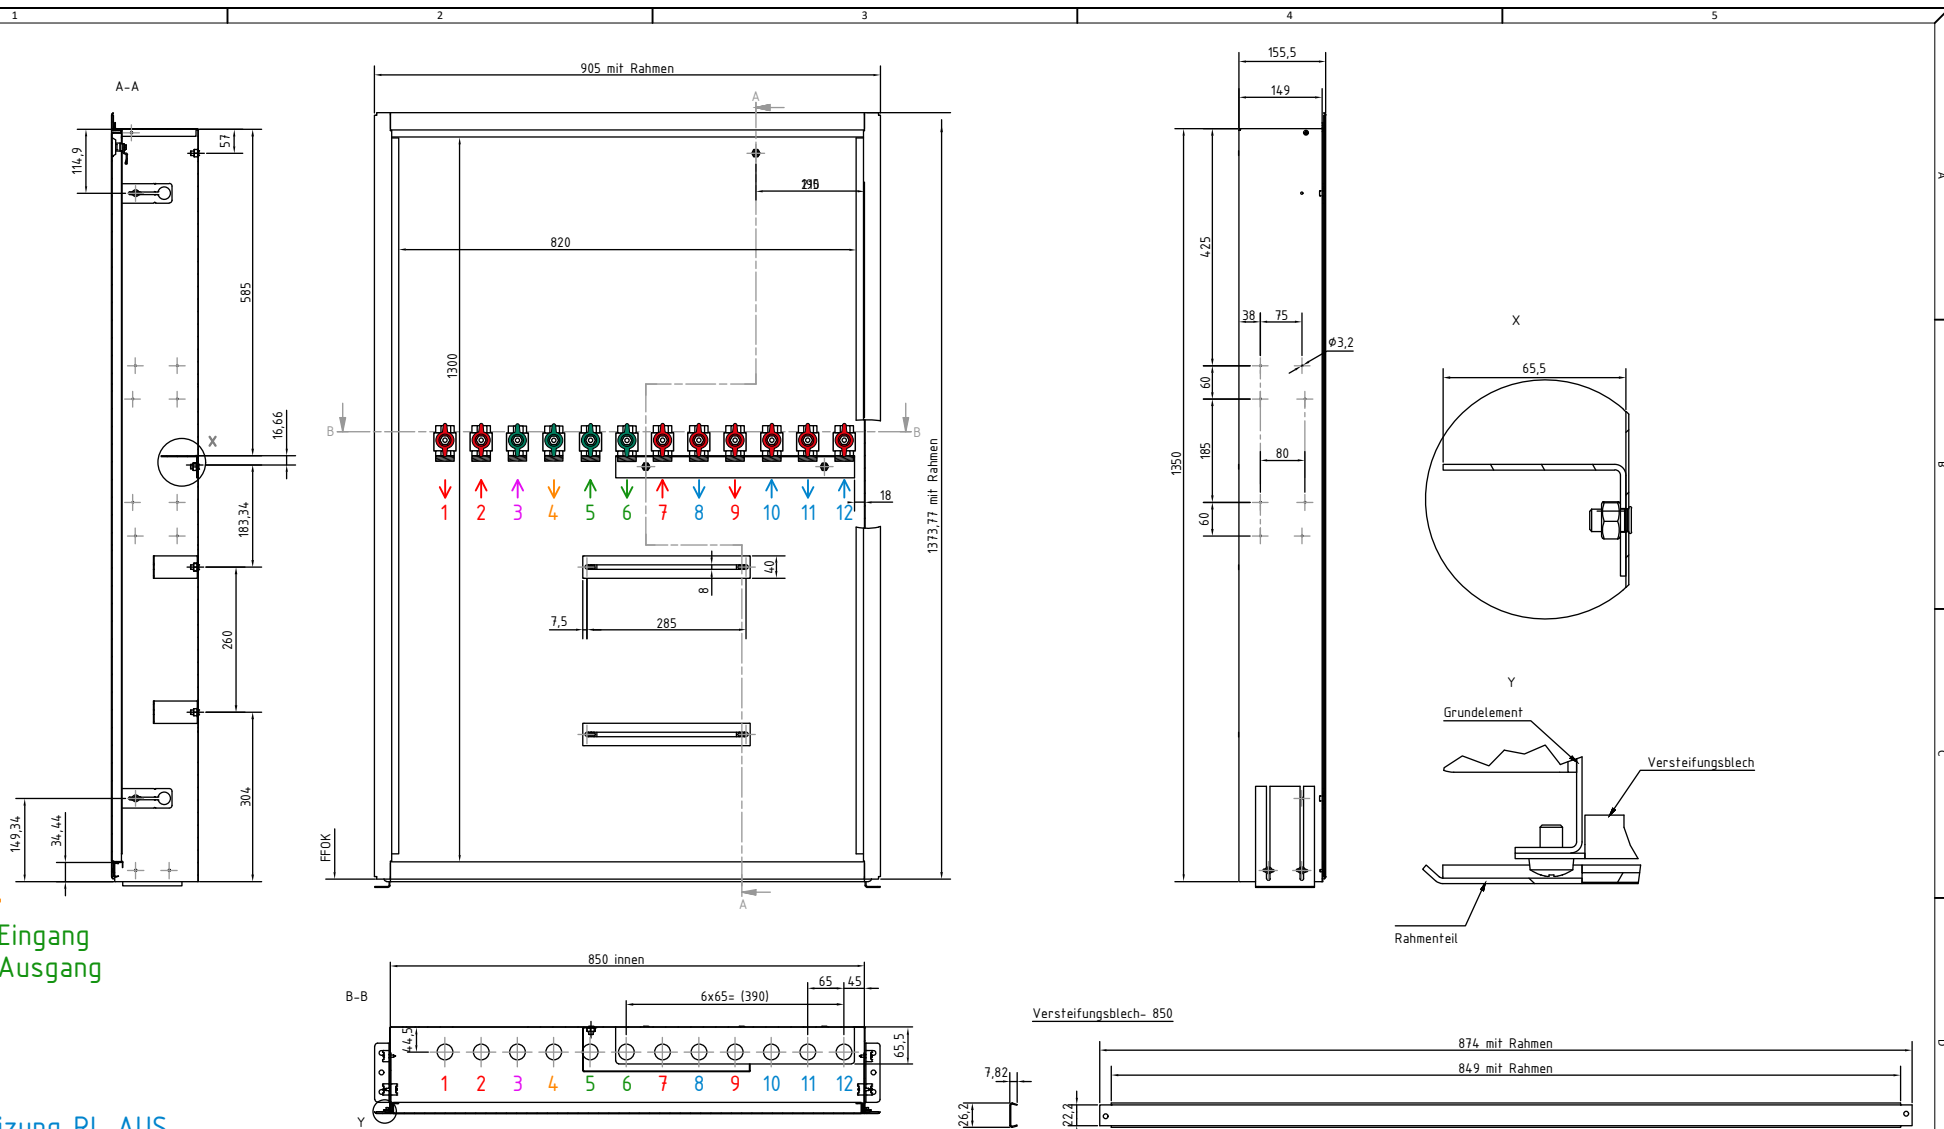 1 2 3 4 5
A-A
114,9
57
585
16,66
X
183,34
260
304
149,34
34,44
905 mit Rahmen
A
820
1300
B B
1 2 3 4 5 6 7 8 9 10 11 12
18
1373,77 mit Rahmen
40
8
7,5 285
FFOK
A
155,5
149
425
38 75
Ø3,2
60
185
1350
80
60
X
65,5
Y
Grundelement
Versteifungsblech
Rahmenteil
A
B
C
D
Eingang
Ausgang
RL AUS
B-B
850 innen
65 45
6x65= (390)
44,5
65,5
1 2 3 4 5 6 7 8 9 10 11 12
Y
Versteifungsblech- 850
874 mit Rahmen
849 mit Rahmen
7,82
26,2
22,2